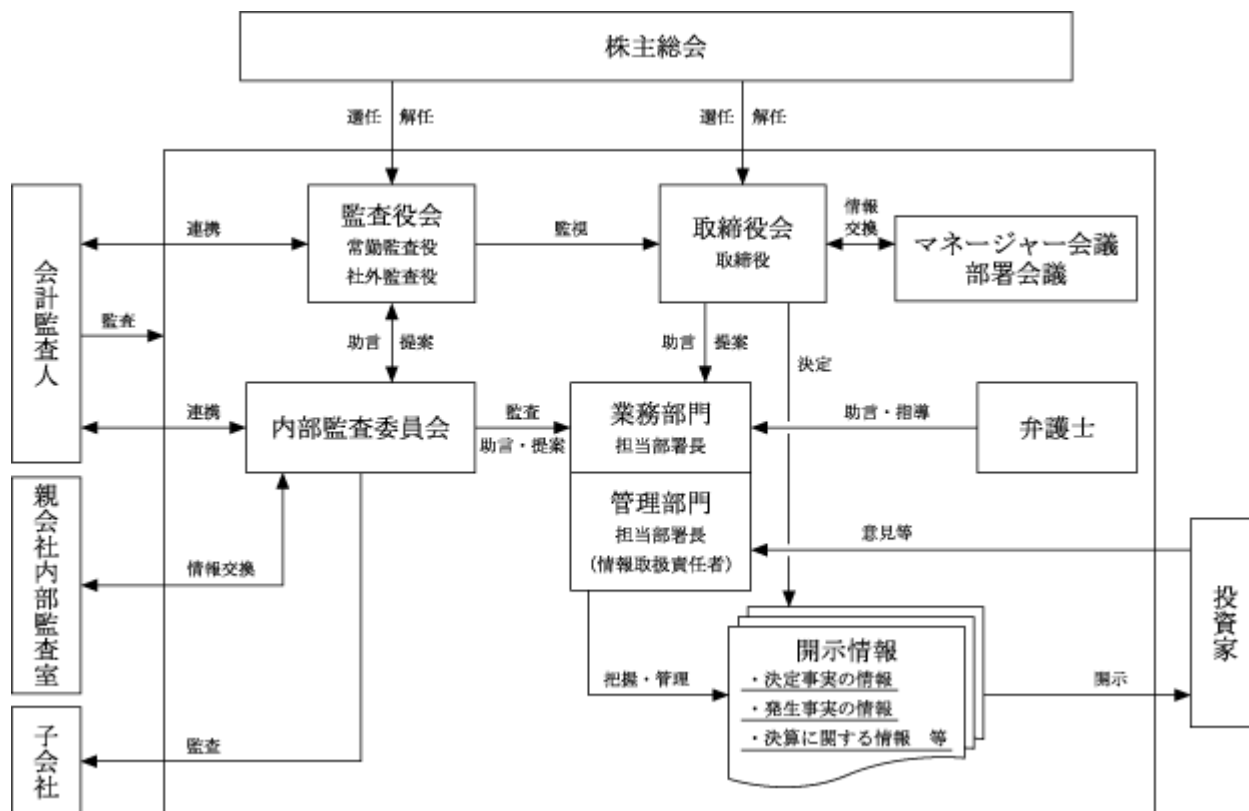 株主総会
選任 解任
選任 解任
監査役会
常勤監査役
社外監査役
取締役会
取締役
マネージャー会議
部署会議
会計監査人
連携
監視
情報
交換
監査
助言 提案
助言 提案
決定
内部監査委員会
連携
監査
助言・提案
業務部門
担当部署長
助言・指導
弁護士
管理部門
担当部署長
(情報取扱責任者)
意見等
親会社内部監査室
情報交換
投資家
開示情報
・決定事実の情報
・発生事実の情報
・決算に関する情報 等
把握・管理
開示
子会社
監査